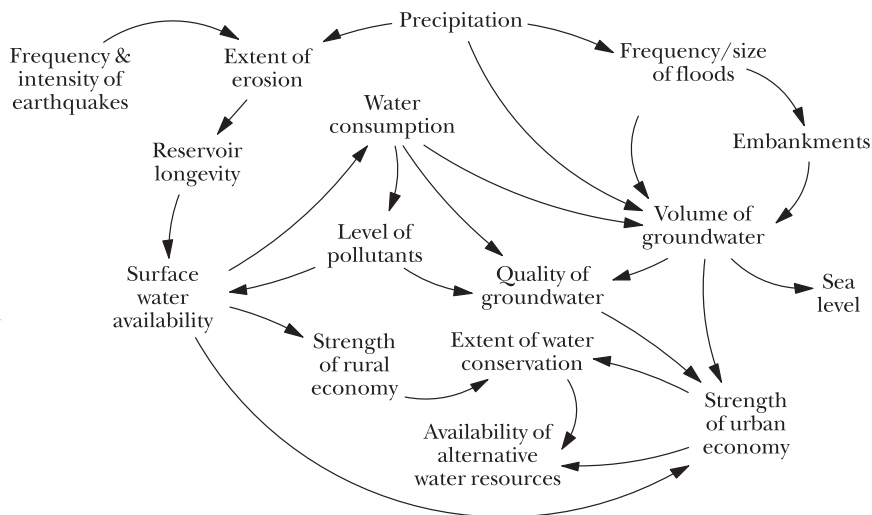 Precipitation
Frequency &
intensity of
earthquakes
Extent of
erosion
Frequency/size
of floods
Water
consumption
Embankments
Reservoir
longevity
Volume of
groundwater
Level of
pollutants
Surface
water
availability
Quality of
groundwater
Sea
level
Strength
of rural
economy
Extent of water
conservation
Strength
of urban
economy
Availability of
alternative
water resources